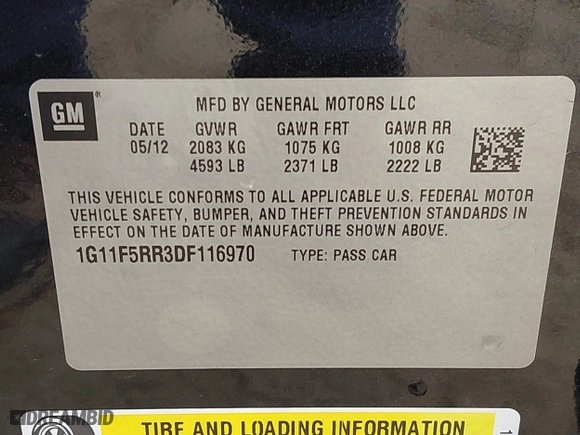 GM ®
MFD BY GENERAL MOTORS LLC
DATE GVWR GAWR FRT GAWR RR
05/12 2083 KG 1075 KG 1008 KG
4593 LB 2371 LB 2222 LB
THIS VEHICLE CONFORMS TO ALL APPLICABLE U.S. FEDERAL MOTOR
VEHICLE SAFETY, BUMPER, AND THEFT PREVENTION STANDARDS IN
EFFECT ON THE DATE OF MANUFACTURE SHOWN ABOVE.
1G11F5RR3DF116970 TYPE: PASS CAR
TIRE AND LOADING INFORMATION
DREAMBID